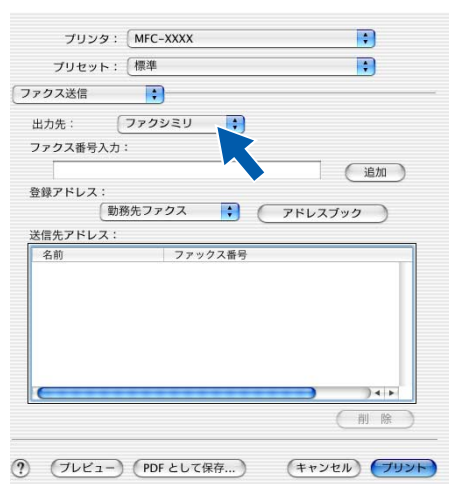 プリンタ： MFC-XXXX
プリセット： 標準
ファクス送信
出力先： ファクシミリ
ファクス番号入力：
追加
登録アドレス：
勤務先ファクス アドレスブック
送信先アドレス：
名前 ファックス番号
削除
? プレビュー PDF として保存... キャンセル プリント